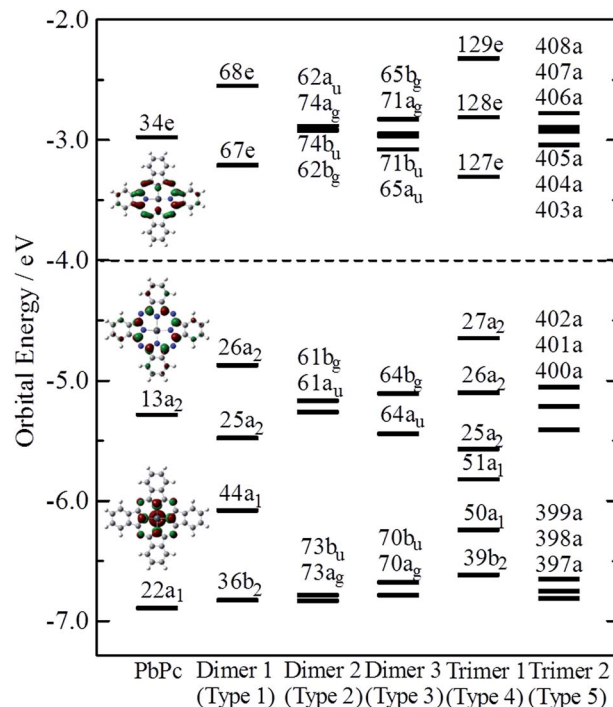 Orbital Energy / eV
-2.0
-3.0
-4.0
-5.0
-6.0
-7.0
34e
13a2
22a1
68e
67e
26a2
25a2
44a1
36b2
62au
74ag
74bu
62bg
61bg
61au
73bu
73ag
65bg
71ag
71bu
65au
64bg
64au
70bu
70ag
129e
128e
127e
27a2
26a2
25a2
51a1
50a1
39b2
408a
407a
406a
405a
404a
403a
402a
401a
400a
399a
398a
397a
PbPc
Dimer 1
(Type 1)
Dimer 2
(Type 2)
Dimer 3
(Type 3)
Trimer 1
(Type 4)
Trimer 2
(Type 5)